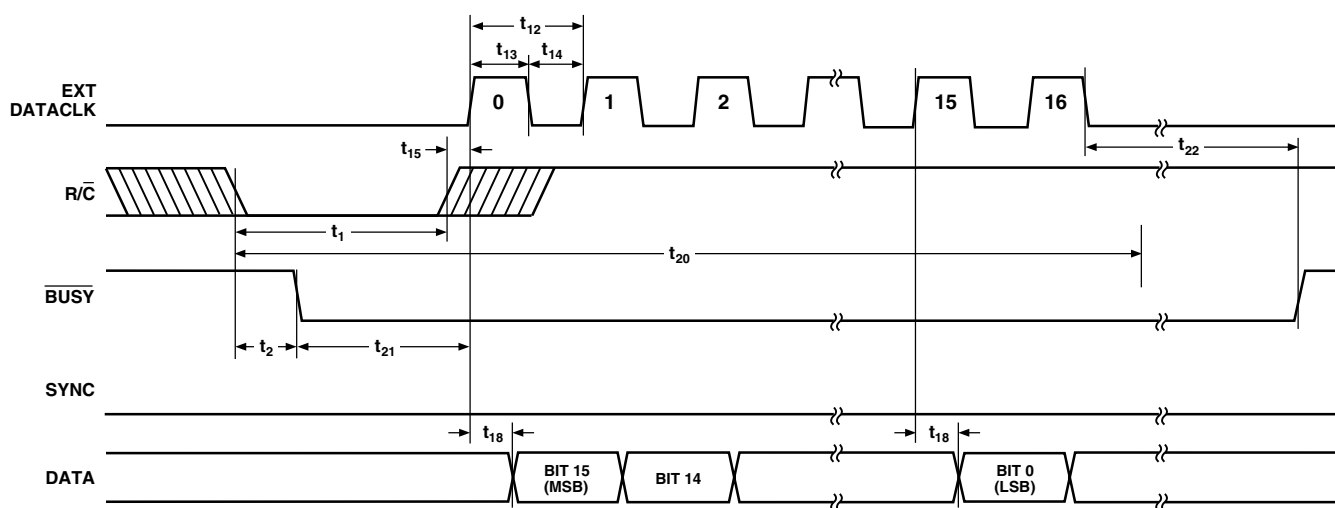 t12
t13 t14
EXT
DATACLK
0 1 2 15 16
t15
t22
R/C̅
t1
t20
B̅U̅S̅Y̅
t2 t21
SYNC
t18 t18
DATA
BIT 15
(MSB)
BIT 14
BIT 0
(LSB)